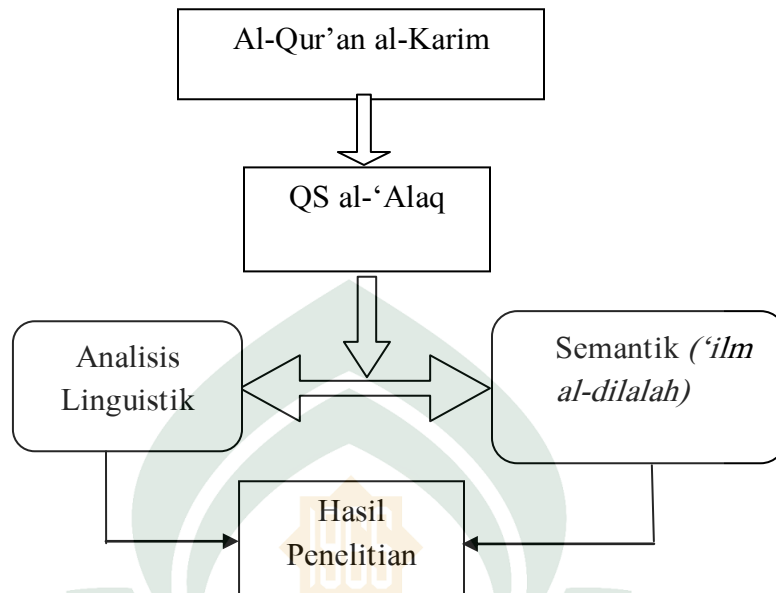 Al-Qur’an al-Karim
QS al-‘Alaq
Analisis
Linguistik
Semantik (‘ilm
al-dilalah)
Hasil
Penelitian